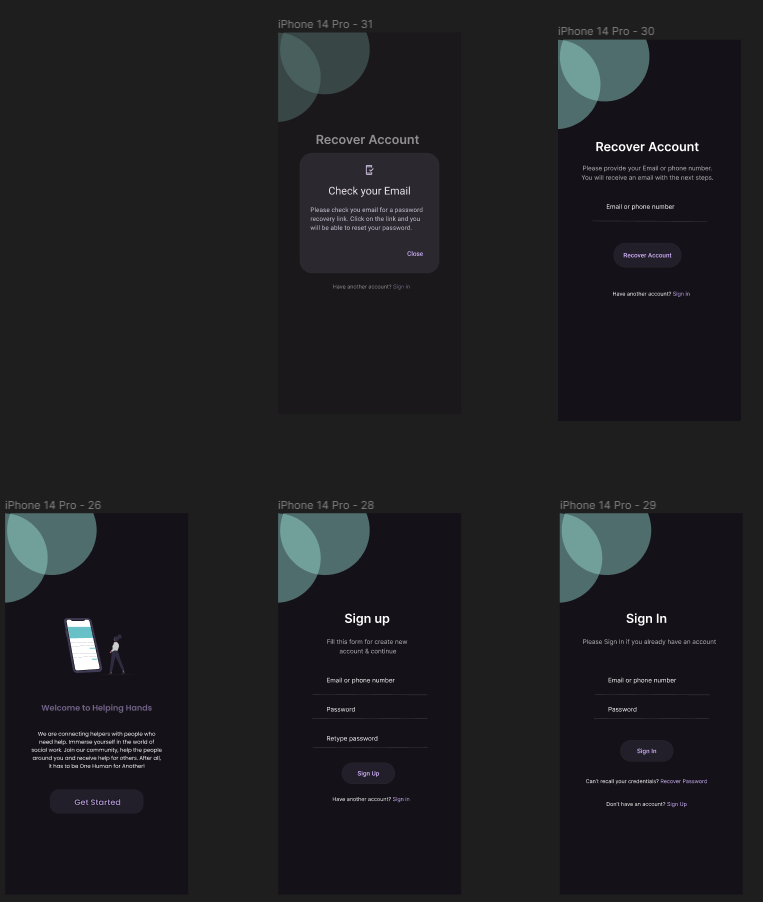 iPhone 14 Pro - 31
Recover Account
Check your Email
Please check you email for a password
recovery link. Click on the link and you
will be able to reset your password.
Close
Have another account? Sign in
iPhone 14 Pro - 30
Recover Account
Please provide your Email or phone number.
You will receive an email with the next steps.
Email or phone number
Recover Account
Have another account? Sign in
iPhone 14 Pro - 26
Welcome to Helping Hands
We are connecting helpers with people who
need help. Immerse yourself in the world of
social work. Join our community, help the people
around you and receive help for others. After all,
it has to be One Human for Another!
Get Started
iPhone 14 Pro - 28
Sign up
Fill this form for create new
account & continue
Email or phone number
Password
Retype password
Sign Up
Have another account? Sign in
iPhone 14 Pro - 29
Sign In
Please Sign in if you already have an account
Email or phone number
Password
Sign In
Can't recall your credentials? Recover Password
Don't have an account? Sign Up